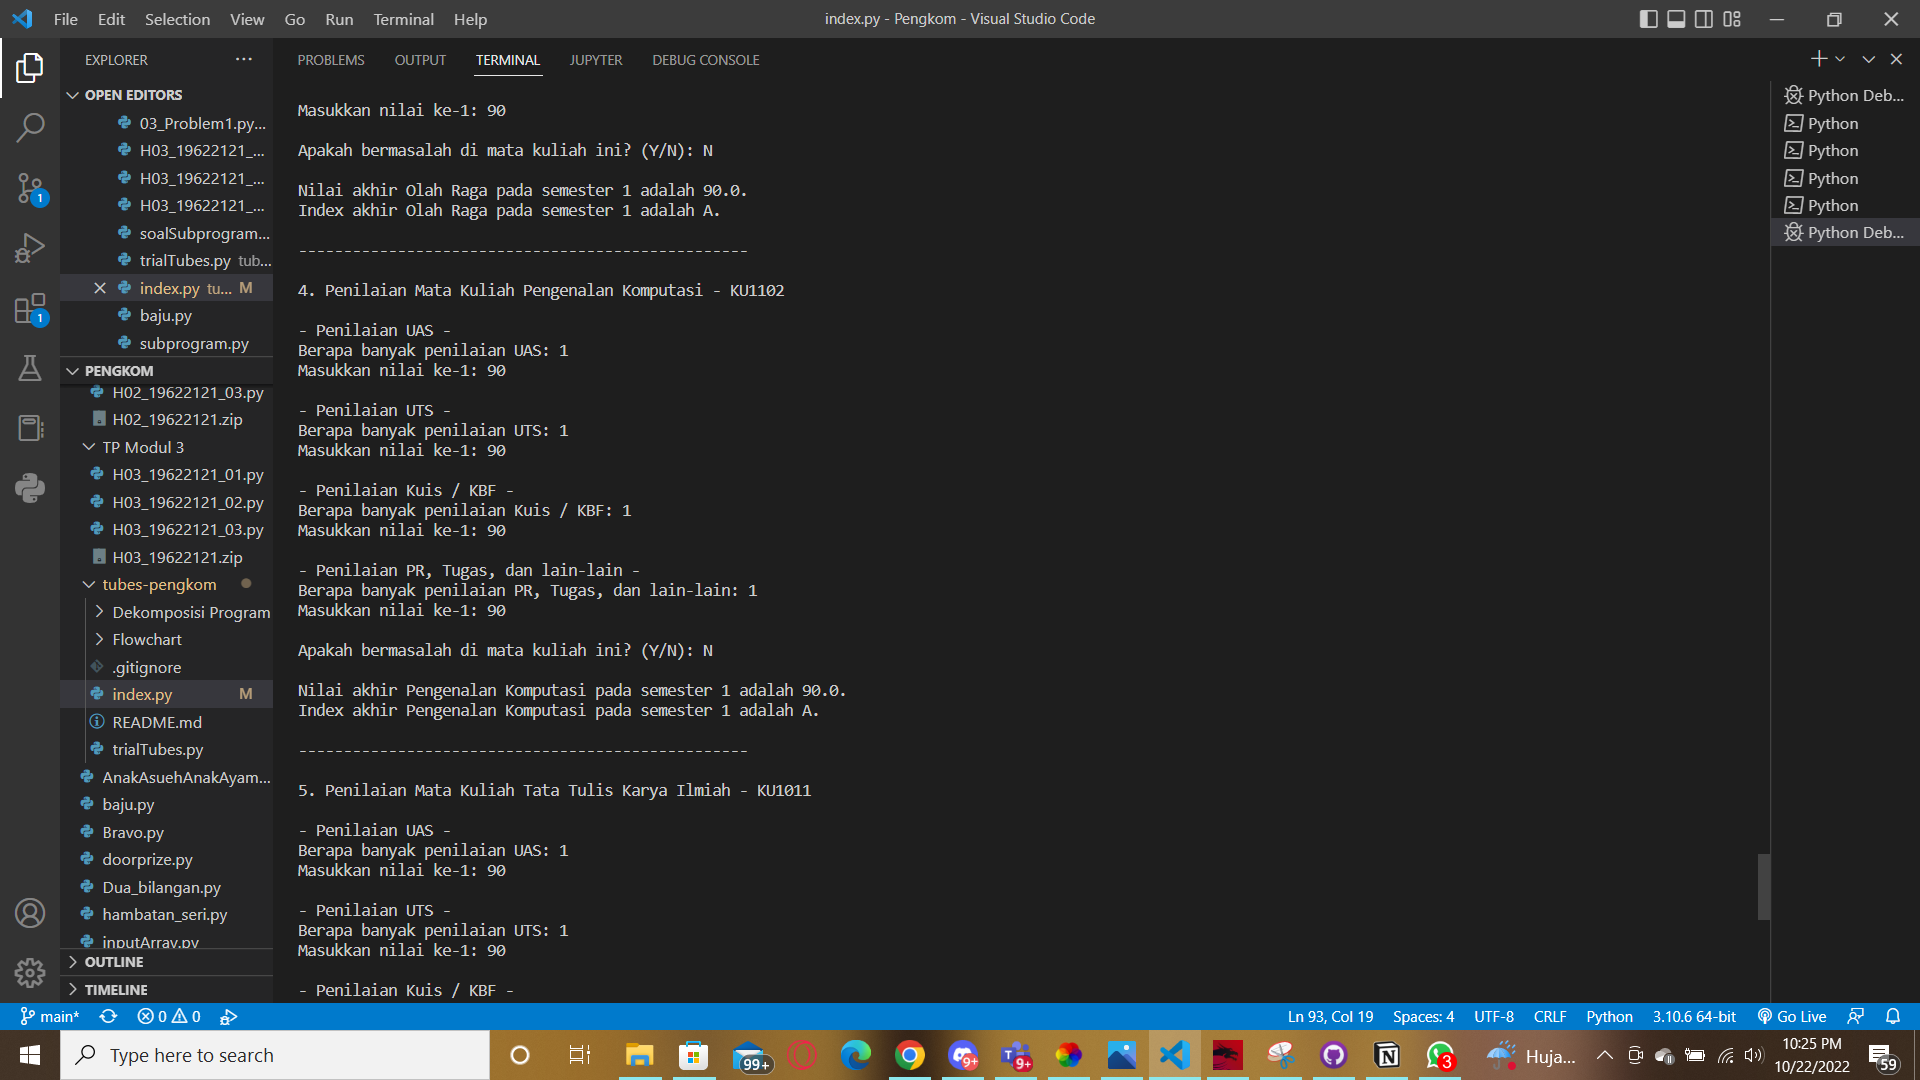 File Edit Selection View Go Run Terminal Help
index.py - Pengkom - Visual Studio Code
EXPLORER
OPEN EDITORS
03_Problem1.py...
H03_19622121_...
H03_19622121_...
H03_19622121_...
soalSubprogram...
trialTubes.py tub...
index.py tu... M
baju.py
subprogram.py
PENGKOM
H02_19622121_03.py
H02_19622121.zip
TP Modul 3
H03_19622121_01.py
H03_19622121_02.py
H03_19622121_03.py
H03_19622121.zip
tubes-pengkom
Dekomposisi Program
Flowchart
.gitignore
index.py M
README.md
trialTubes.py
AnakAsuehAnakAyam...
baju.py
Bravo.py
doorprize.py
Dua_bilangan.py
hambatan_seri.py
inputArray.py
OUTLINE
TIMELINE
1
1
PROBLEMS OUTPUT TERMINAL JUPYTER DEBUG CONSOLE
Masukkan nilai ke-1: 90
Apakah bermasalah di mata kuliah ini? (Y/N): N
Nilai akhir Olah Raga pada semester 1 adalah 90.0.
Index akhir Olah Raga pada semester 1 adalah A.
--------------------------------------------------
4. Penilaian Mata Kuliah Pengenalan Komputasi - KU1102
- Penilaian UAS -
Berapa banyak penilaian UAS: 1
Masukkan nilai ke-1: 90
- Penilaian UTS -
Berapa banyak penilaian UTS: 1
Masukkan nilai ke-1: 90
- Penilaian Kuis / KBF -
Berapa banyak penilaian Kuis / KBF: 1
Masukkan nilai ke-1: 90
- Penilaian PR, Tugas, dan lain-lain -
Berapa banyak penilaian PR, Tugas, dan lain-lain: 1
Masukkan nilai ke-1: 90
Apakah bermasalah di mata kuliah ini? (Y/N): N
Nilai akhir Pengenalan Komputasi pada semester 1 adalah 90.0.
Index akhir Pengenalan Komputasi pada semester 1 adalah A.
--------------------------------------------------
5. Penilaian Mata Kuliah Tata Tulis Karya Ilmiah - KU1011
- Penilaian UAS -
Berapa banyak penilaian UAS: 1
Masukkan nilai ke-1: 90
- Penilaian UTS -
Berapa banyak penilaian UTS: 1
Masukkan nilai ke-1: 90
- Penilaian Kuis / KBF -
Python Deb...
Python
Python
Python
Python
Python Deb...
main* 0 0
Ln 93, Col 19 Spaces: 4 UTF-8 CRLF Python 3.10.6 64-bit Go Live
Type here to search
99+
9+
9+
3
Huja...
10:25 PM
10/22/2022
59